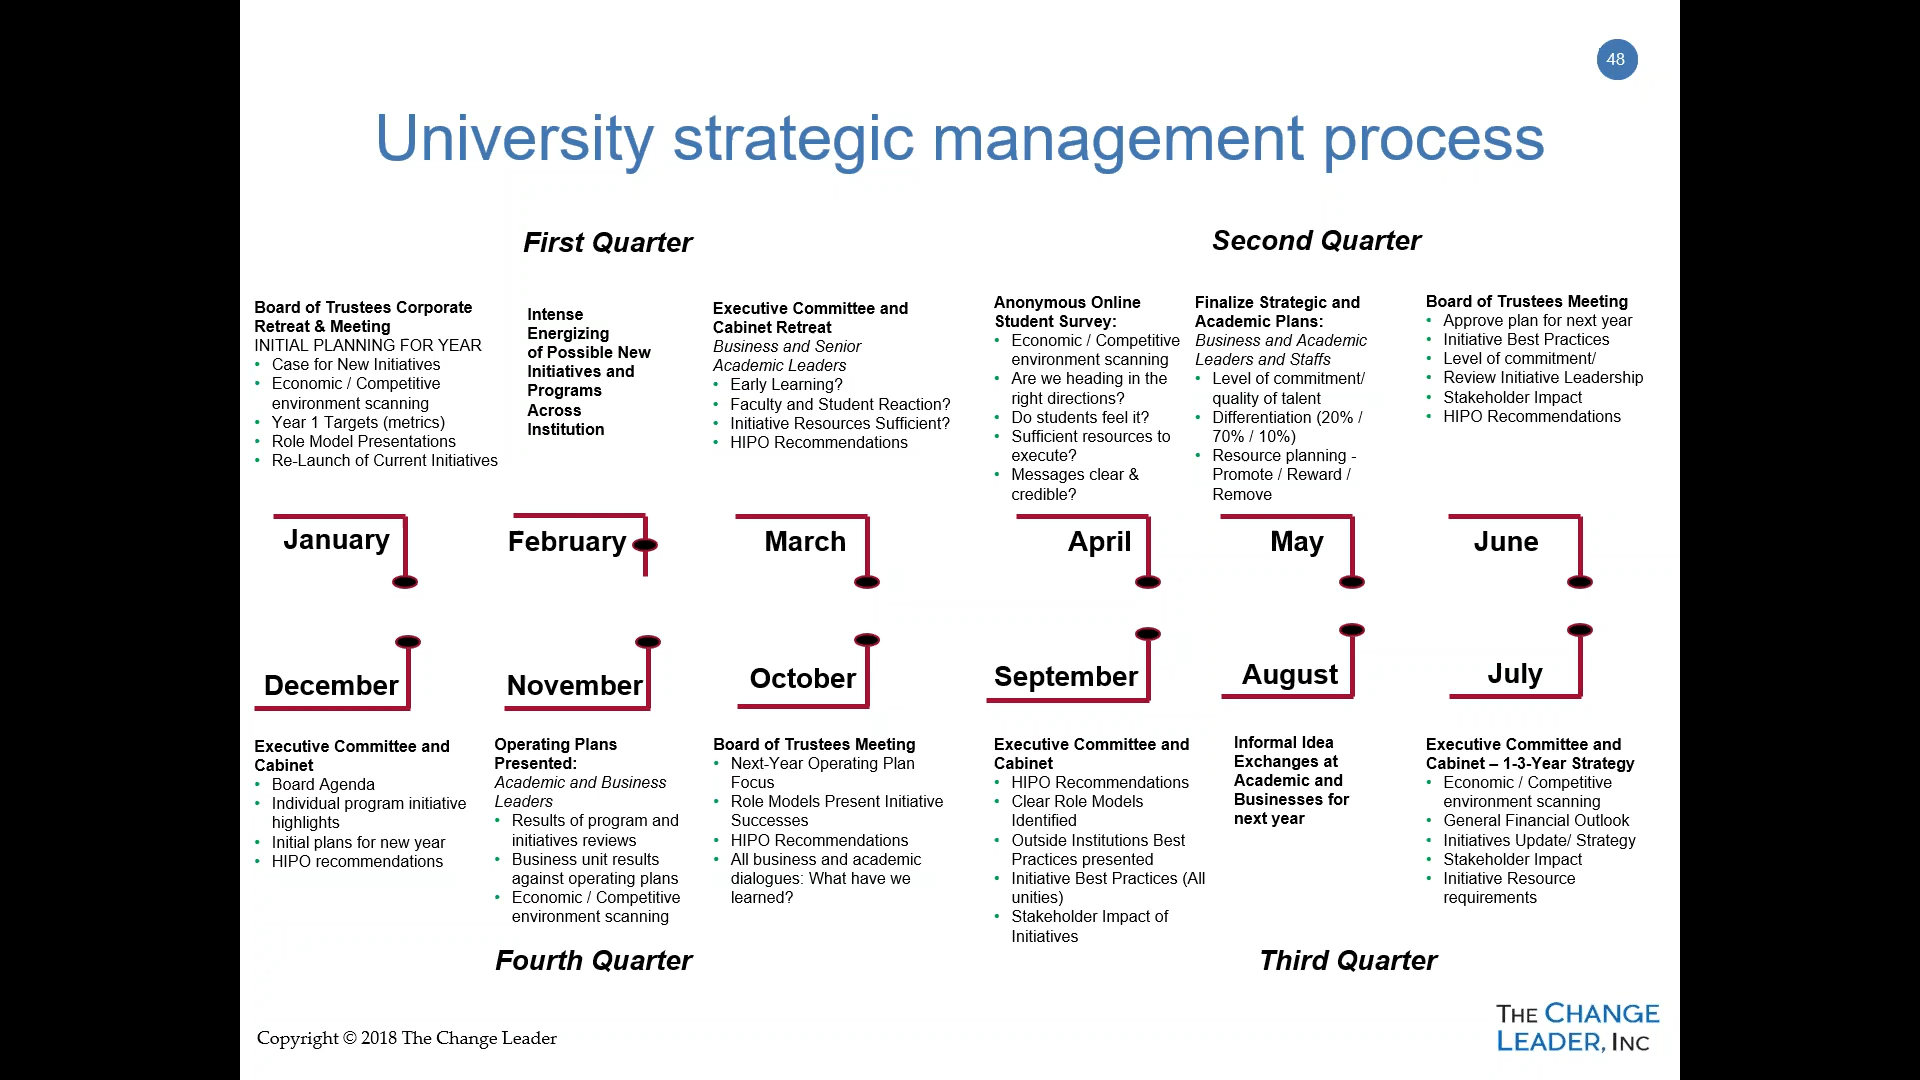 48
University strategic management process
First Quarter
Second Quarter
Board of Trustees Corporate
Retreat & Meeting
INITIAL PLANNING FOR YEAR
• Case for New Initiatives
• Economic / Competitive
environment scanning
• Year 1 Targets (metrics)
• Role Model Presentations
• Re-Launch of Current Initiatives
Intense
Energizing
of Possible New
Initiatives and
Programs
Across
Institution
Executive Committee and
Cabinet Retreat
Business and Senior
Academic Leaders
• Early Learning?
• Faculty and Student Reaction?
• Initiative Resources Sufficient?
• HIPO Recommendations
Anonymous Online
Student Survey:
• Economic / Competitive
environment scanning
• Are we heading in the
right directions?
• Do students feel it?
• Sufficient resources to
execute?
• Messages clear &
credible?
Finalize Strategic and
Academic Plans:
Business and Academic
Leaders and Staffs
• Level of commitment/
quality of talent
• Differentiation (20% /
70% / 10%)
• Resource planning -
Promote / Reward /
Remove
Board of Trustees Meeting
• Approve plan for next year
• Initiative Best Practices
• Level of commitment/
• Review Initiative Leadership
• Stakeholder Impact
• HIPO Recommendations
January
February
March
April
May
June
December
November
October
September
August
July
Executive Committee and
Cabinet
• Board Agenda
• Individual program initiative
highlights
• Initial plans for new year
• HIPO recommendations
Operating Plans
Presented:
Academic and Business
Leaders
• Results of program and
initiatives reviews
• Business unit results
against operating plans
• Economic / Competitive
environment scanning
Board of Trustees Meeting
• Next-Year Operating Plan
Focus
• Role Models Present Initiative
Successes
• HIPO Recommendations
• All business and academic
dialogues: What have we
learned?
Executive Committee and
Cabinet
• HIPO Recommendations
• Clear Role Models
Identified
• Outside Institutions Best
Practices presented
• Initiative Best Practices (All
unities)
• Stakeholder Impact of
Initiatives
Informal Idea
Exchanges at
Academic and
Businesses for
next year
Executive Committee and
Cabinet – 1-3-Year Strategy
• Economic / Competitive
environment scanning
• General Financial Outlook
• Initiatives Update/ Strategy
• Stakeholder Impact
• Initiative Resource
requirements
Fourth Quarter
Third Quarter
Copyright © 2018 The Change Leader
THE CHANGE
LEADER, INC